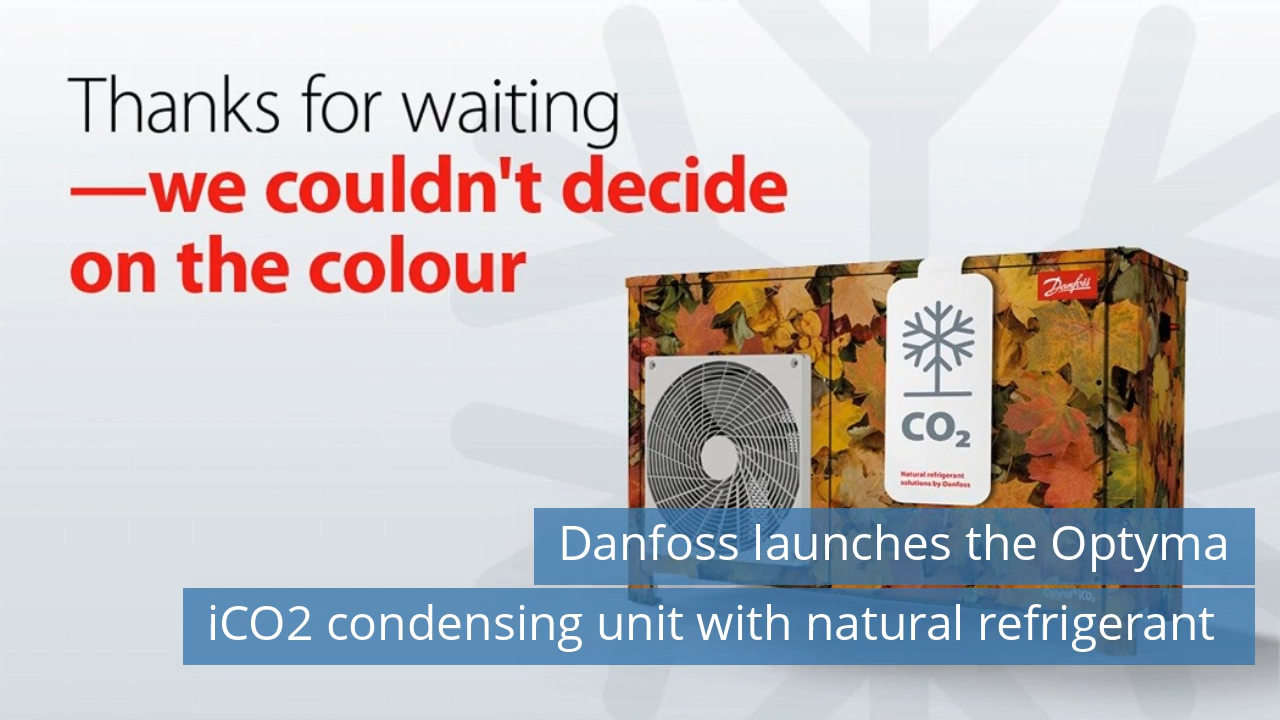 Thanks for waiting
—we couldn't decide
on the colour
Danfoss
CO₂
Natural refrigerant
solutions by Danfoss
Danfoss launches the Optyma
iCO2 condensing unit with natural refrigerant